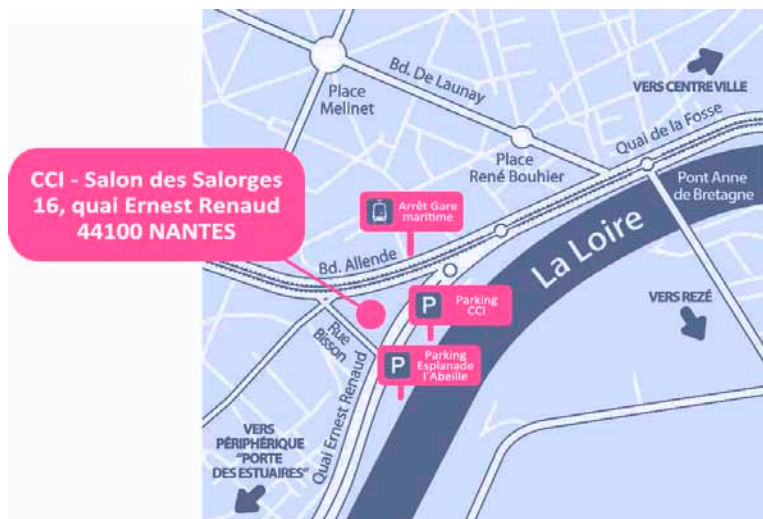 Place
Melinet
Bd. De Launay
VERS CENTRE VILLE
Quai de la Fosse
Place
René Bouhier
Pont Anne
de Bretagne
CCI - Salon des Salorges
16, quai Ernest Renaud
44100 NANTES
Arrêt Gare
maritime
La Loire
Bd. Allende
VERS REZÉ
P
Parking
CCI
Rue
Bisson
P
Parking
Esplanade
l'Abeille
Quai Ernest Renaud
VERS
PÉRIPHÉRIQUE
"PORTE
DES ESTUAIRES"